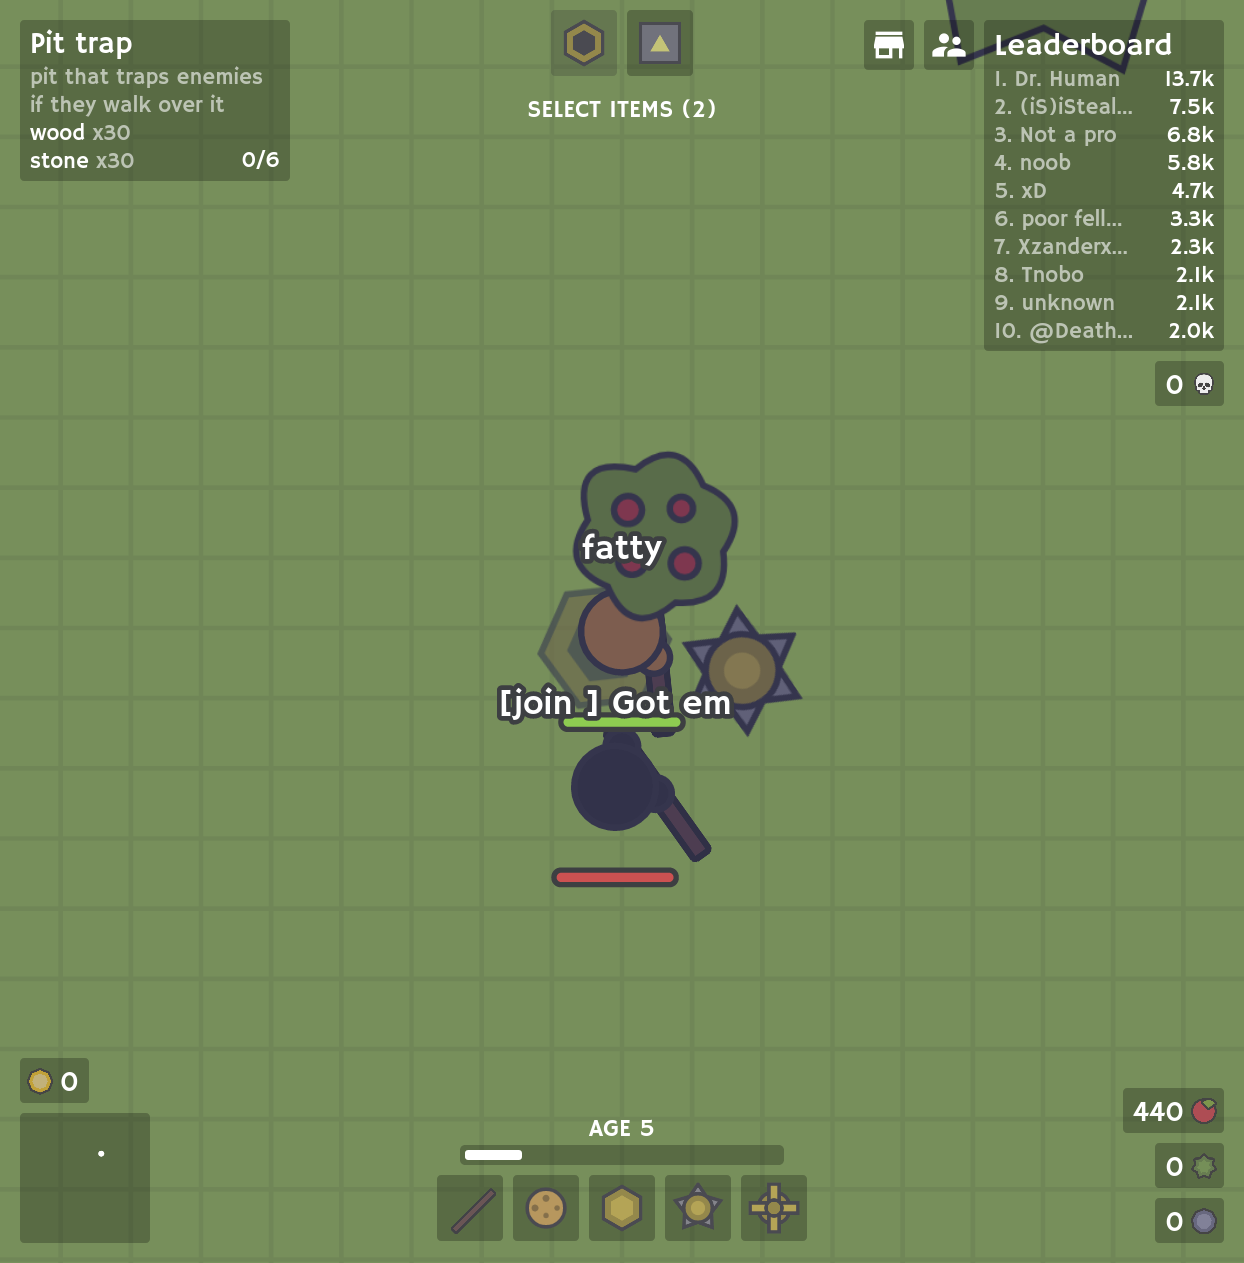 Pit trap
pit that traps enemies
if they walk over it
wood x30
stone x30 0/6
SELECT ITEMS (2)
Leaderboard
1. Dr. Human 13.7k
2. (iS)iSteal... 7.5k
3. Not a pro 6.8k
4. noob 5.8k
5. xD 4.7k
6. poor fell... 3.3k
7. Xzanderx... 2.3k
8. Tnobo 2.1k
9. unknown 2.1k
10. @Death... 2.0k
0
fatty
[join ] Got em
0
AGE 5
440
0
0